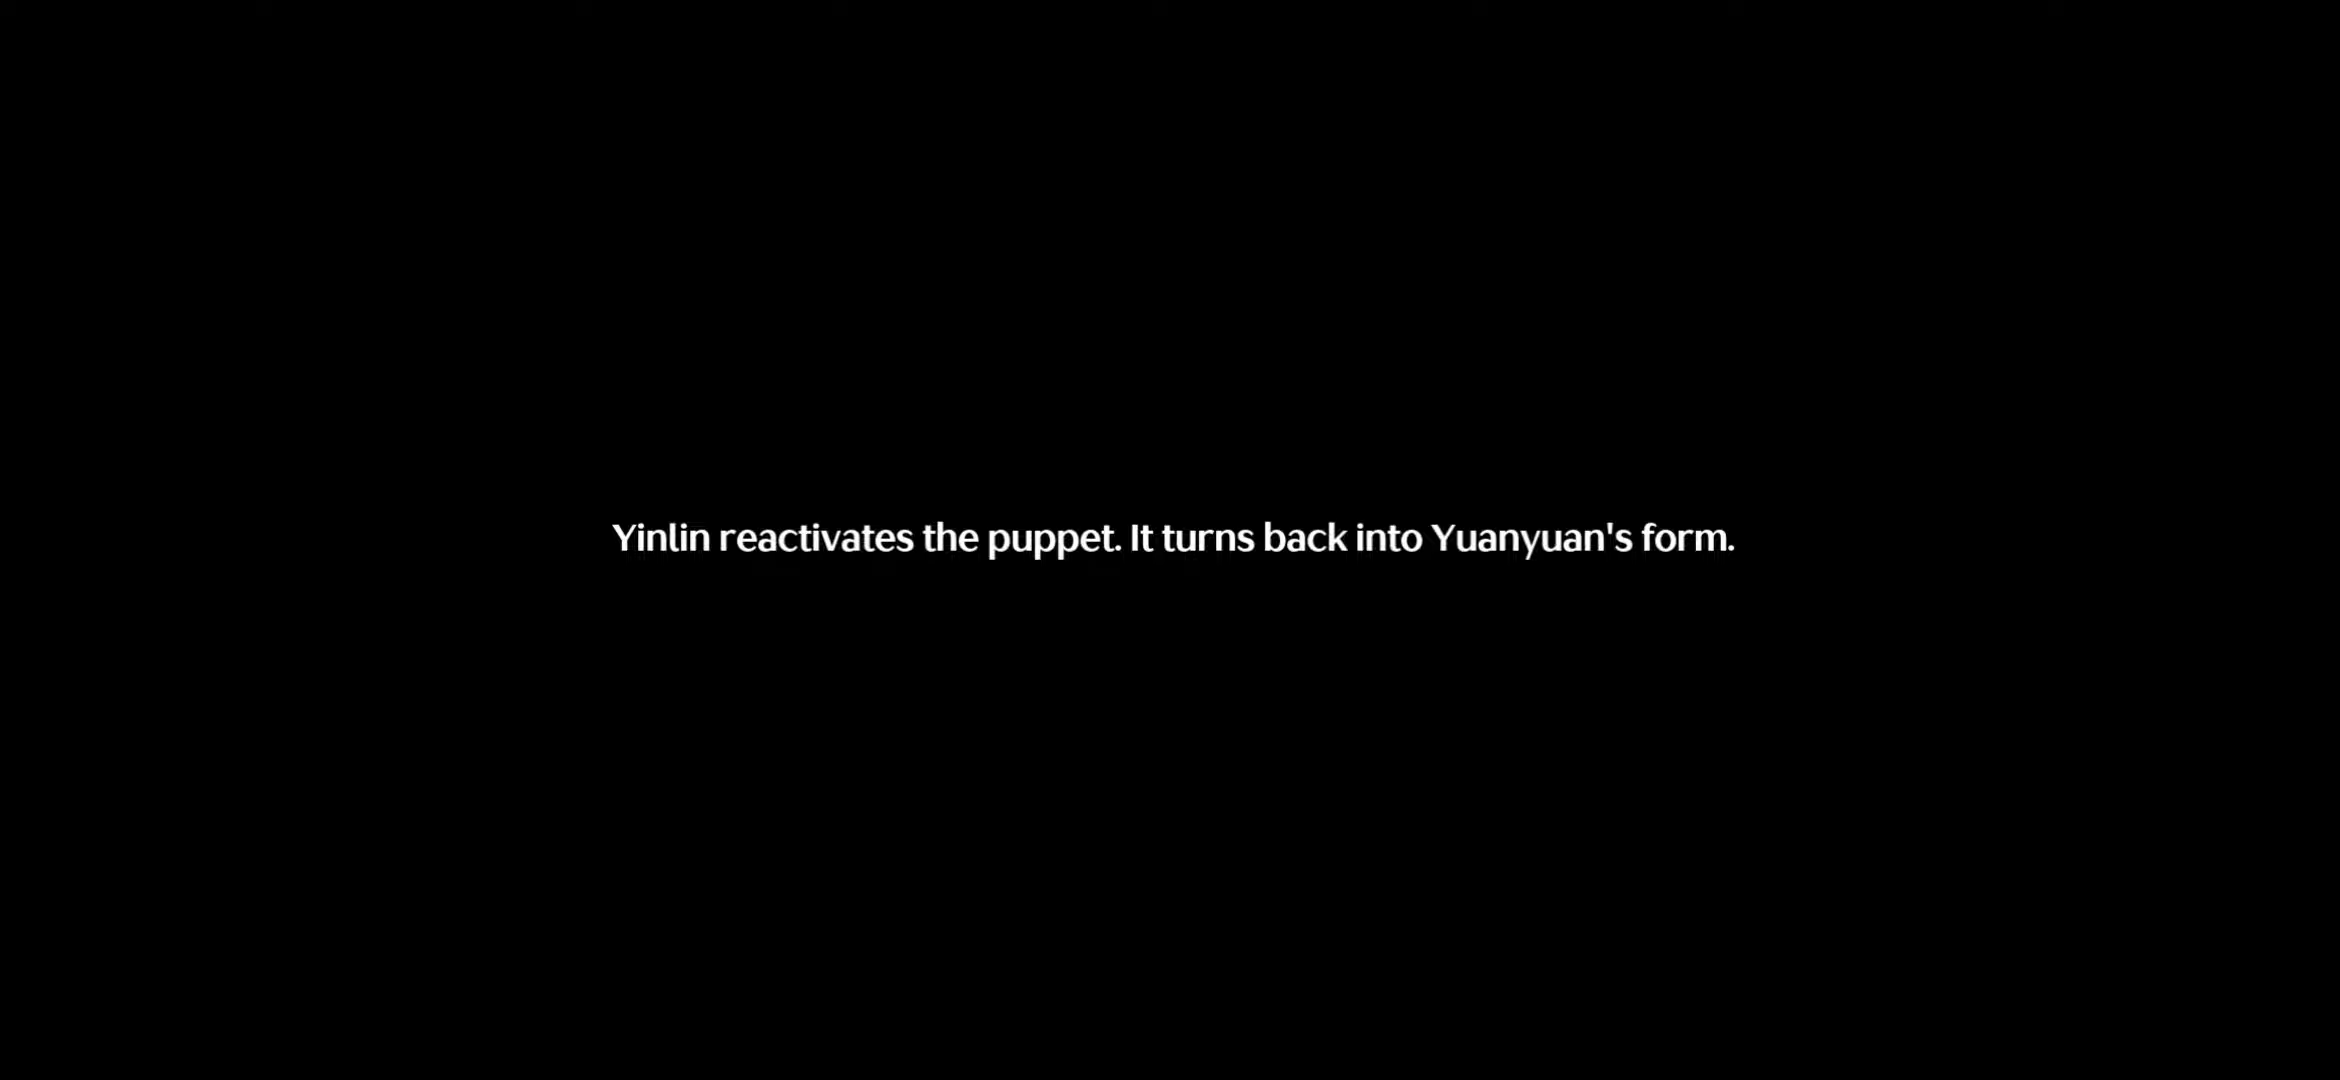 Yinlin reactivates the puppet. It turns back into Yuanyuan's form.